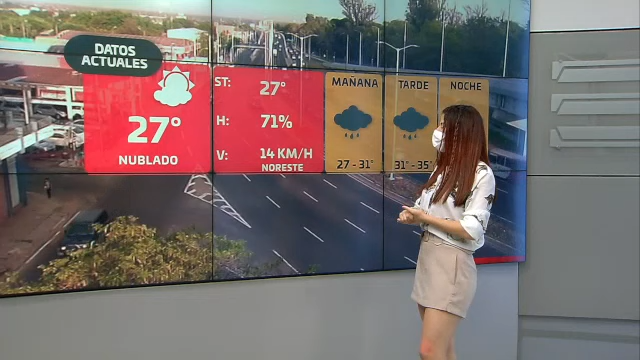 DATOS
ACTUALES
27°
NUBLADO
ST: 27°
H: 71%
V: 14 KM/H
NORESTE
MAÑANA
27 - 31°
TARDE
31° - 35°
NOCHE